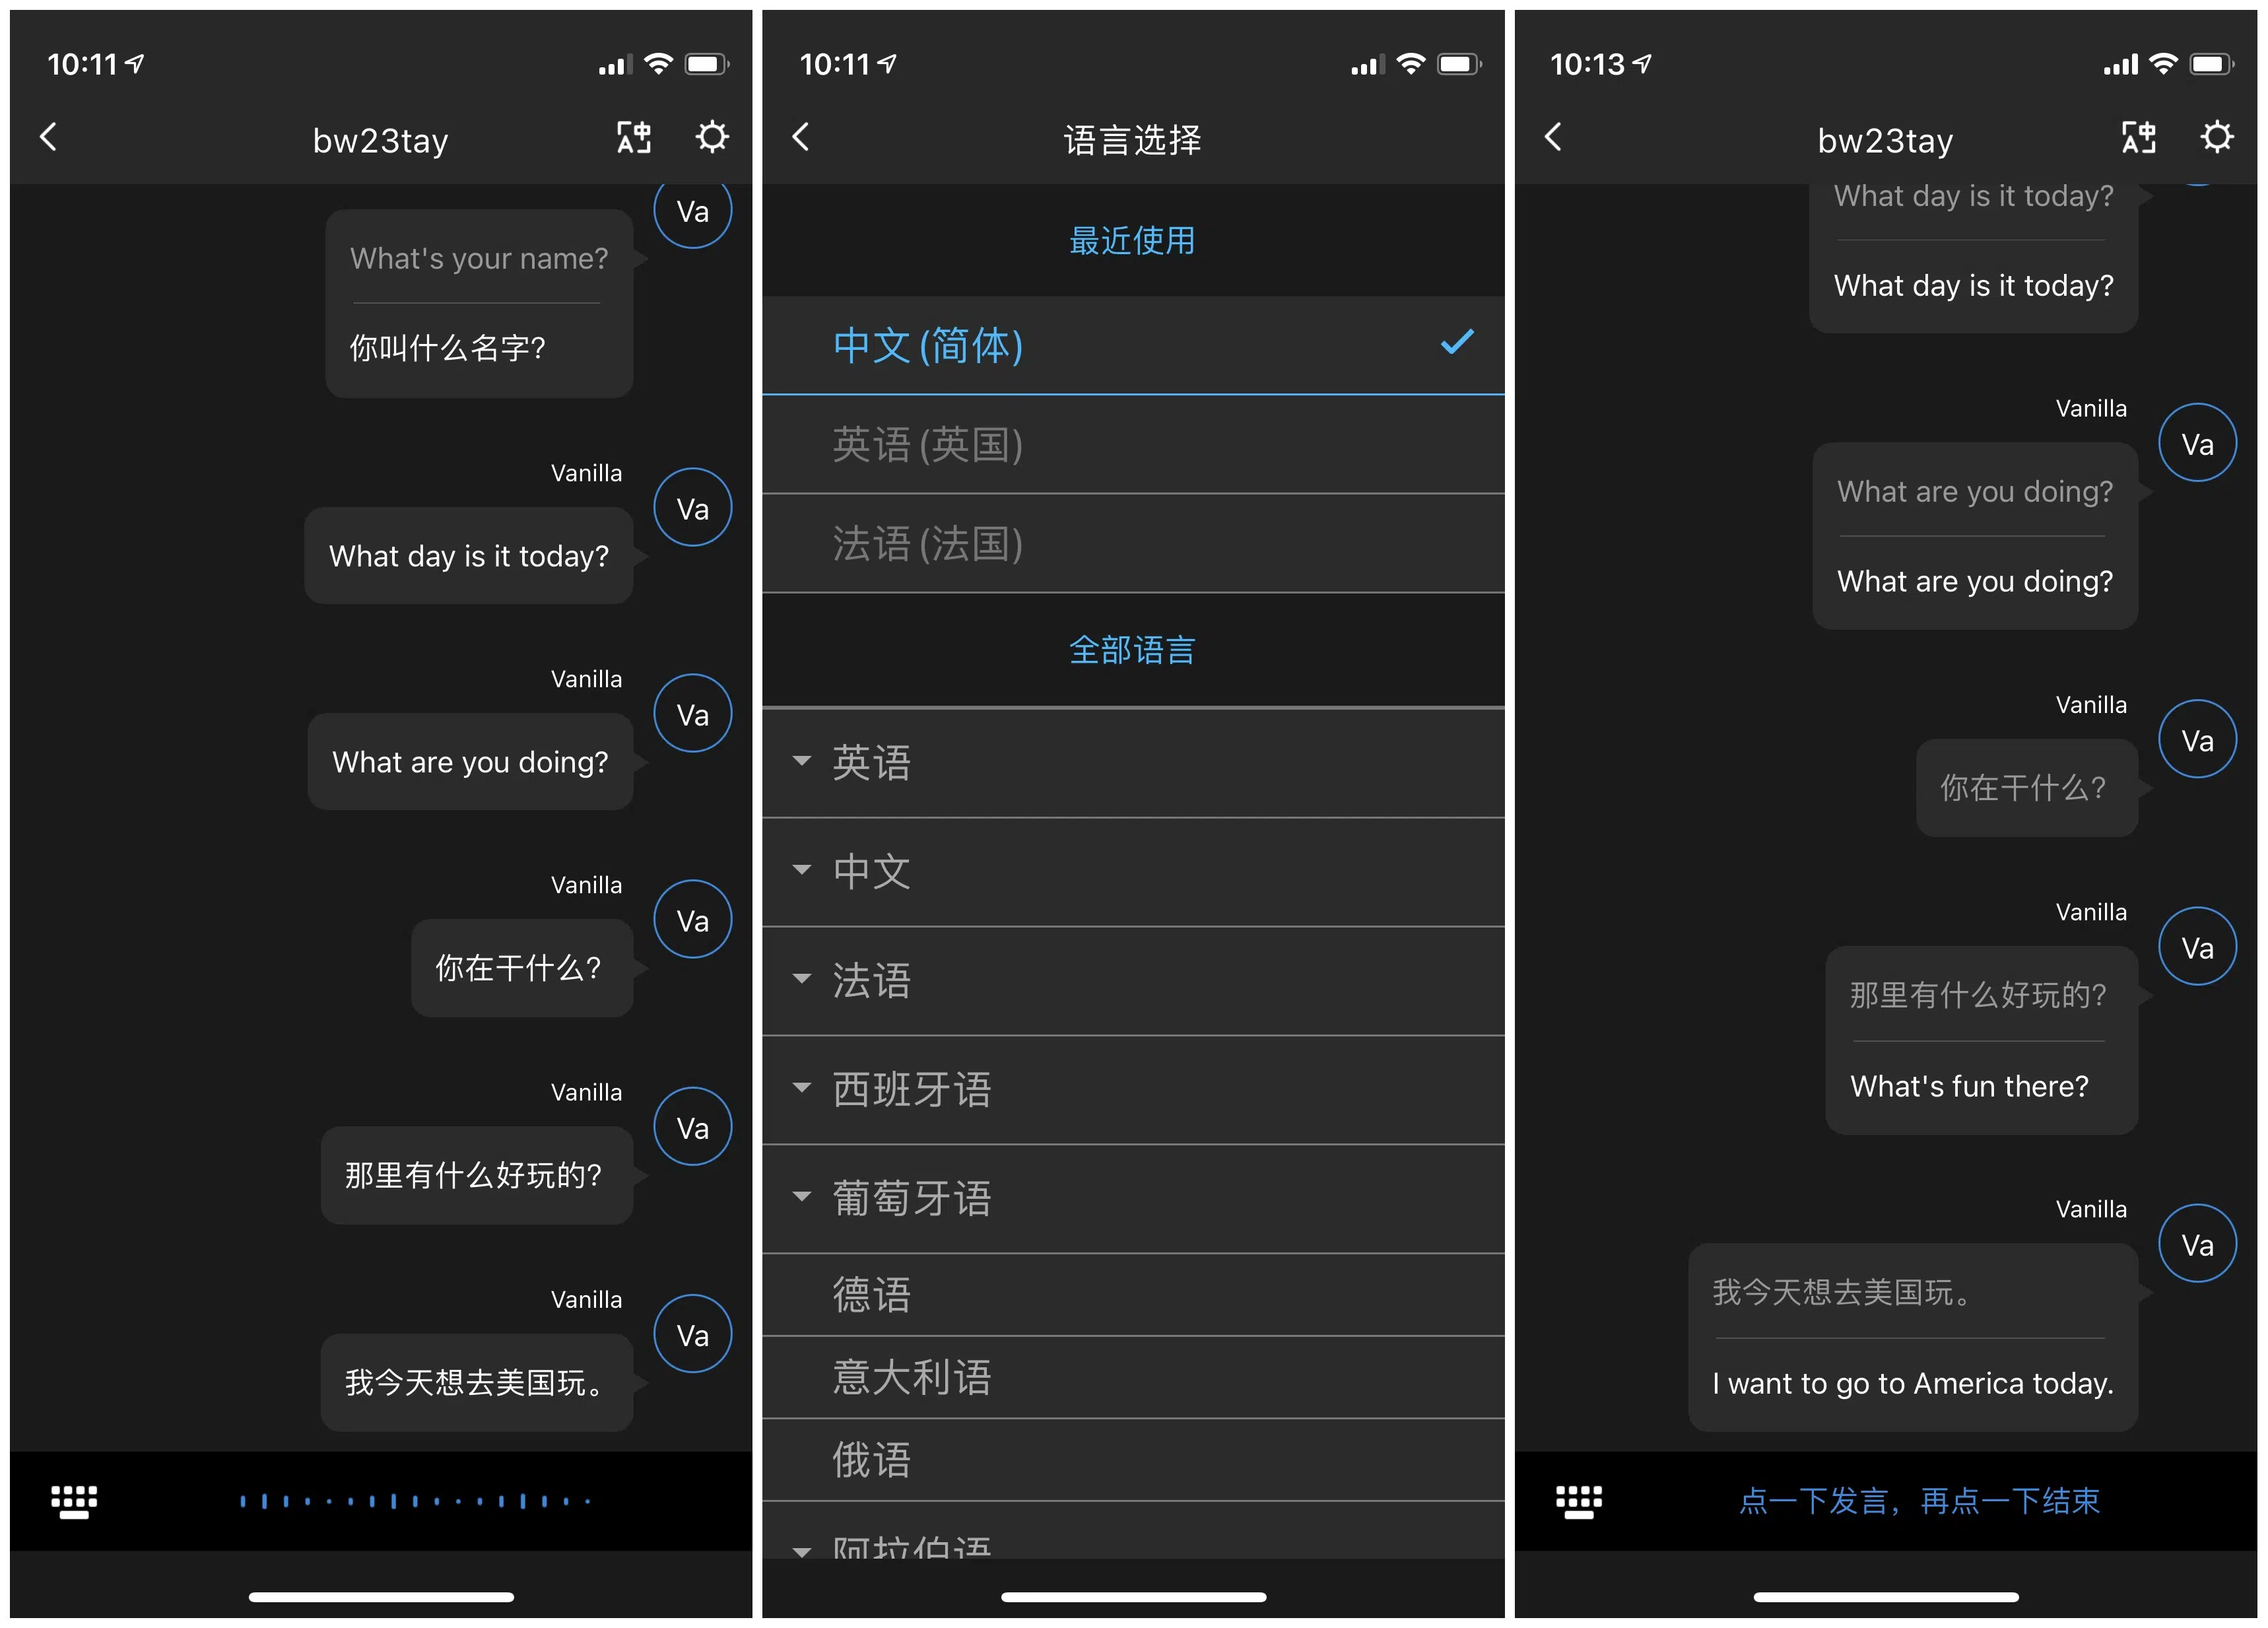 10:11
bw23tay
Va
What's your name?
你叫什么名字?
Vanilla
Va
What day is it today?
Vanilla
Va
What are you doing?
Vanilla
Va
你在干什么?
Vanilla
Va
那里有什么好玩的?
Vanilla
Va
我今天想去美国玩。
10:11
语言选择
最近使用
中文(简体)
英语(英国)
法语(法国)
全部语言
英语
中文
法语
西班牙语
葡萄牙语
德语
意大利语
俄语
阿拉伯语
10:13
bw23tay
What day is it today?
What day is it today?
Vanilla
Va
What are you doing?
What are you doing?
Vanilla
Va
你在干什么?
Vanilla
Va
那里有什么好玩的?
What's fun there?
Vanilla
Va
我今天想去美国玩。
I want to go to America today.
点一下发言，再点一下结束